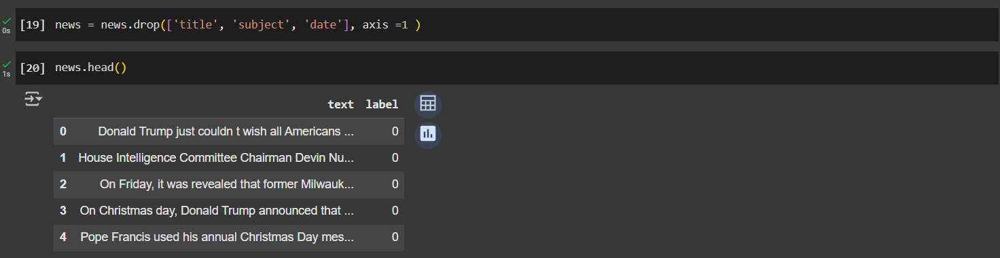 [19] news = news.drop(['title', 'subject', 'date'], axis =1 )
0s
[20] news.head()
1s
text label
0 Donald Trump just couldn t wish all Americans ... 0
1 House Intelligence Committee Chairman Devin Nu... 0
2 On Friday, it was revealed that former Milwauk... 0
3 On Christmas day, Donald Trump announced that ... 0
4 Pope Francis used his annual Christmas Day mes... 0